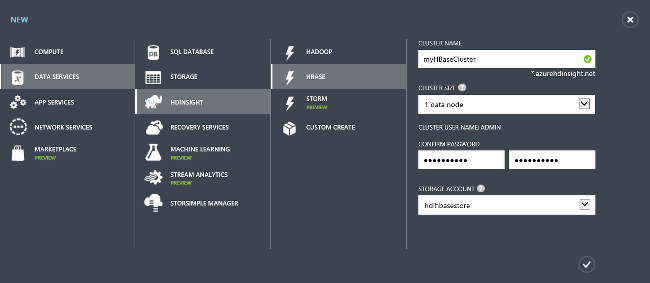 NEW
COMPUTE
DATA SERVICES
APP SERVICES
NETWORK SERVICES
MARKETPLACE
PREVIEW
DB
SQL DATABASE
STORAGE
HDINSIGHT
RECOVERY SERVICES
MACHINE LEARNING
PREVIEW
STREAM ANALYTICS
PREVIEW
STORSIMPLE MANAGER
HADOOP
HBASE
STORM
PREVIEW
CUSTOM CREATE
CLUSTER NAME
myHBaseCluster
*.azurehdinsight.net
CLUSTER SIZE ?
1 data node
CLUSTER USER NAME: ADMIN
CONFIRM PASSWORD
●●●●●●●●●● ●●●●●●●●●●
STORAGE ACCOUNT ?
hdihbasestore